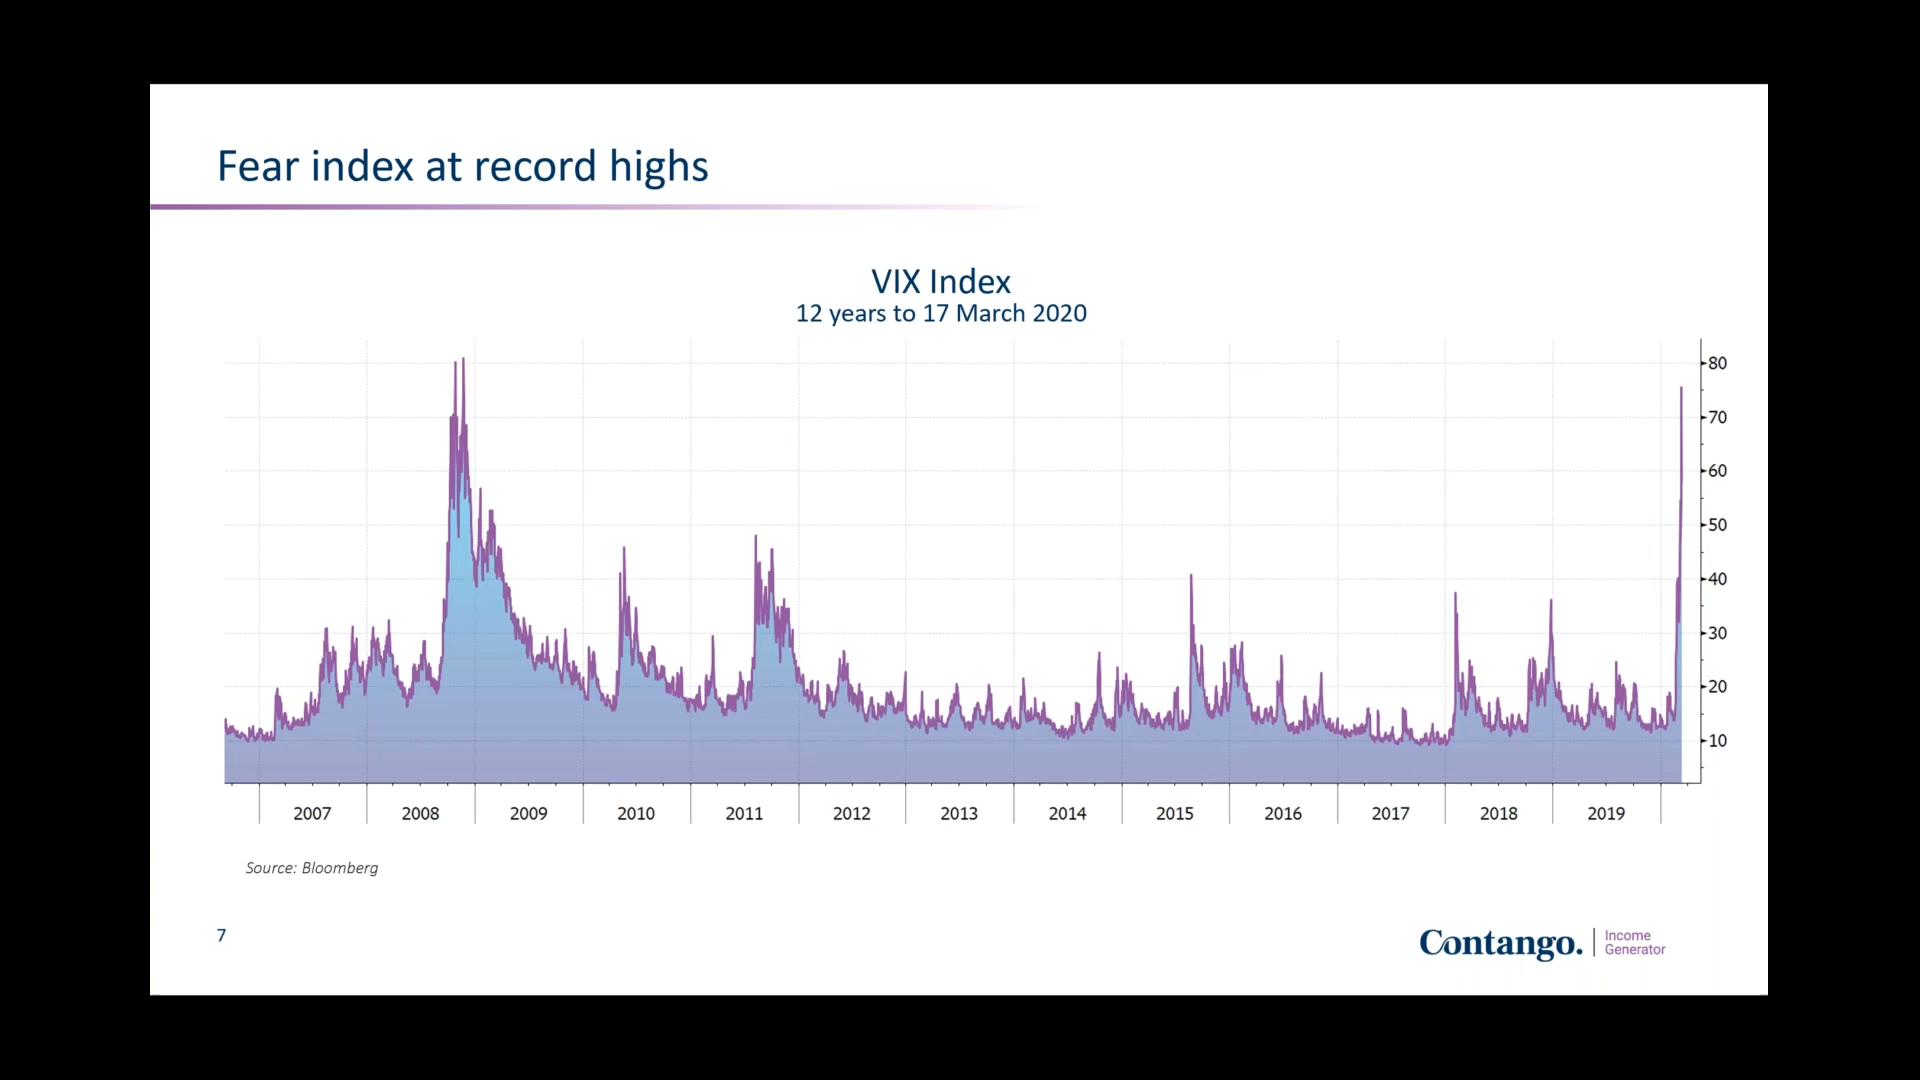 Fear index at record highs
VIX Index
12 years to 17 March 2020
80
70
60
50
40
30
20
10
2007 2008 2009 2010 2011 2012 2013 2014 2015 2016 2017 2018 2019
Source: Bloomberg
7
Contango.
Income
Generator